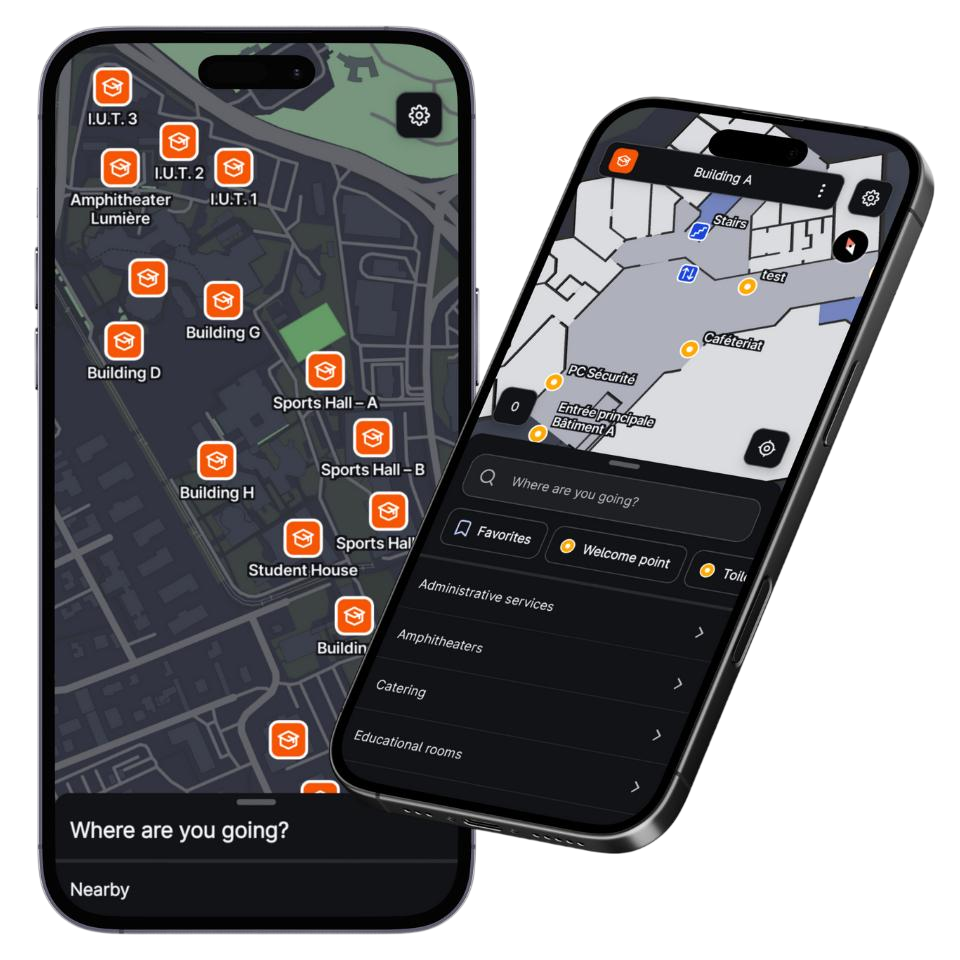 I.U.T. 3
I.U.T. 2
Amphitheater
Lumière
I.U.T. 1
Building G
Building D
Sports Hall – A
Sports Hall – B
Building H
Sports Hal
Student House
Buildin
Where are you going?
Nearby
Building A
Stairs
test
Caféteriat
PC Sécurité
0
Entrée principale
Bâtiment A
Where are you going?
Favorites
Welcome point
Toil
Administrative services
Amphitheaters
Catering
Educational rooms